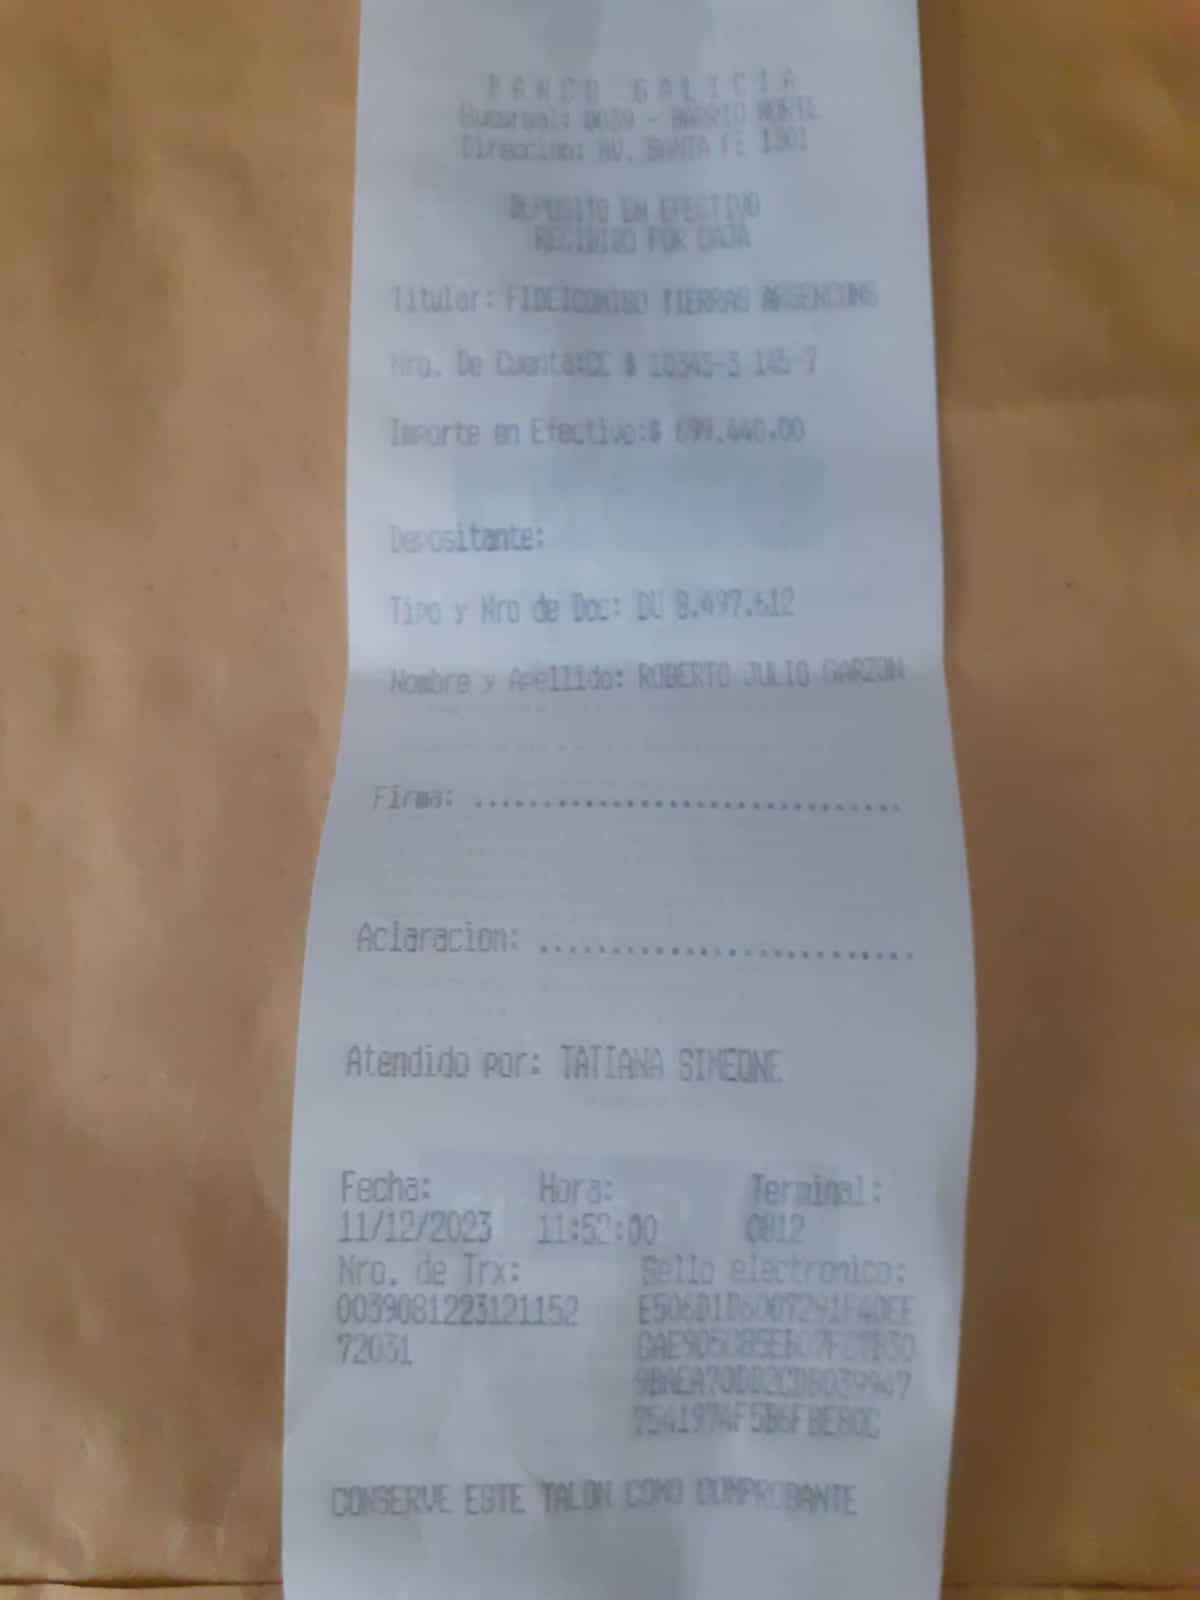 BANCO GALICIA
Sucursal: 0039 - BARRIO NORTE
Direccion: AV. SANTA FE 1301
DEPOSITO EN EFECTIVO
RECIBIDO POR CAJA
Titular: FIDEICOMISO TIERRAS
Nro. De Cuenta:CC $ 10343-3 145-7
Importe en Efectivo:$ 699.440.00
Depositante:
Tipo y Nro de Doc: DU 8.497.612
Nombre y Apellido: ROBERTO JULIO GARZON
Firma: ................................
Aclaracion: ..........................
Atendido por: TATIANA SIMEONE
Fecha: Hora: Terminal:
11/12/2023 11:52:00 0812
Nro. de Trx: Sello electronico:
0039081223121152
72031
CONSERVE ESTE TALON COMO COMPROBANTE